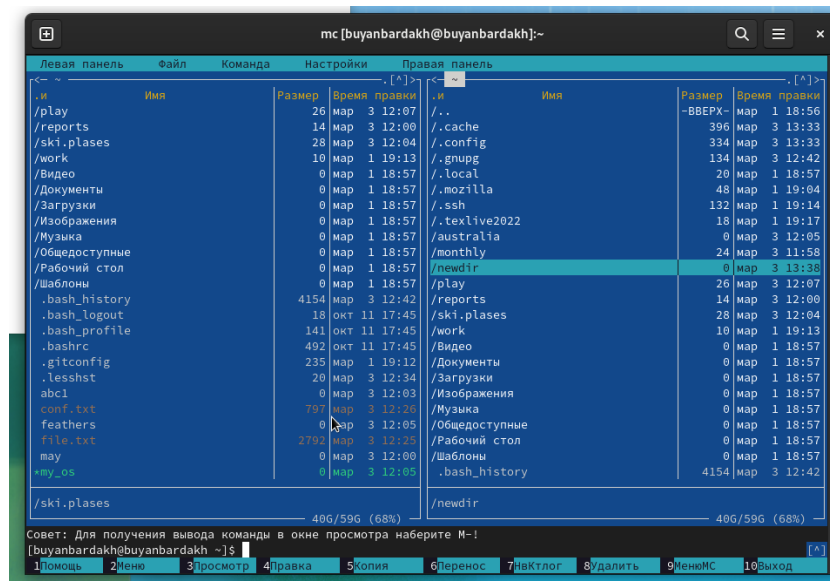 mc [buyanbardakh@buyanbardakh]:~
Левая панель Файл Команда Настройки Правая панель
<— ~ .[^]> <— ~ .[^]>
.и Имя Размер Время правки .и Имя Размер Время правки
/play 26 мар 3 12:07 /.. -ВВЕРХ- мар 1 18:56
/reports 14 мар 3 12:00 /.cache 396 мар 3 13:33
/ski.plases 28 мар 3 12:04 /.config 334 мар 3 13:33
/work 10 мар 1 19:13 /.gnupg 134 мар 3 12:42
/Видео 0 мар 1 18:57 /.local 20 мар 1 18:57
/Документы 0 мар 1 18:57 /.mozilla 48 мар 1 19:04
/Загрузки 0 мар 1 18:57 /.ssh 132 мар 1 19:14
/Изображения 0 мар 1 18:57 /.texlive2022 18 мар 1 19:17
/Музыка 0 мар 1 18:57 /australia 0 мар 3 12:05
/Общедоступные 0 мар 1 18:57 /monthly 24 мар 3 11:58
/Рабочий стол 0 мар 1 18:57 /newdir 0 мар 3 13:38
/Шаблоны 0 мар 1 18:57 /play 26 мар 3 12:07
.bash_history 4154 мар 3 12:42 /reports 14 мар 3 12:00
.bash_logout 18 окт 11 17:45 /ski.plases 28 мар 3 12:04
.bash_profile 141 окт 11 17:45 /work 10 мар 1 19:13
.bashrc 492 окт 11 17:45 /Видео 0 мар 1 18:57
.gitconfig 235 мар 1 19:12 /Документы 0 мар 1 18:57
.lesshst 20 мар 3 12:34 /Загрузки 0 мар 1 18:57
abc1 0 мар 3 12:03 /Изображения 0 мар 1 18:57
conf.txt 797 мар 3 12:26 /Музыка 0 мар 1 18:57
feathers 0 мар 3 12:05 /Общедоступные 0 мар 1 18:57
file.txt 2792 мар 3 12:25 /Рабочий стол 0 мар 1 18:57
may 0 мар 3 12:00 /Шаблоны 0 мар 1 18:57
*my_os 0 мар 3 12:05 .bash_history 4154 мар 3 12:42
/ski.plases /newdir
40G/59G (68%) 40G/59G (68%)
Совет: Для получения вывода команды в окне просмотра наберите M-!
[buyanbardakh@buyanbardakh ~]$ [^]
1Помощь 2Меню 3Просмотр 4Правка 5Копия 6Перенос 7НвКтлог 8Удалить 9МенюMC 10Выход